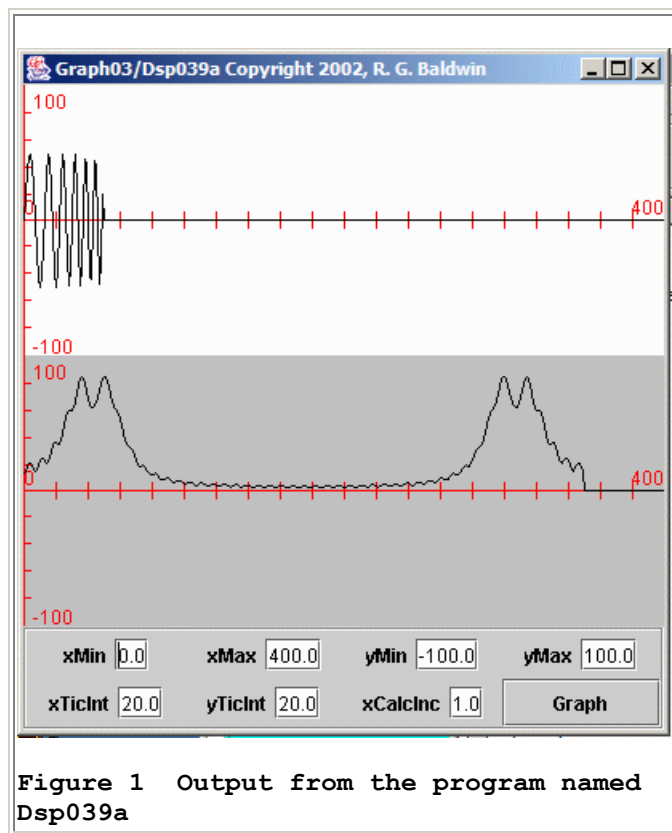 Graph03/Dsp039a Copyright 2002, R. G. Baldwin
100
0
400
-100
100
0
400
-100
xMin 0.0 xMax 400.0 yMin -100.0 yMax 100.0
xTicInt 20.0 yTicInt 20.0 xCalcInc 1.0 Graph
Figure 1 Output from the program named
Dsp039a